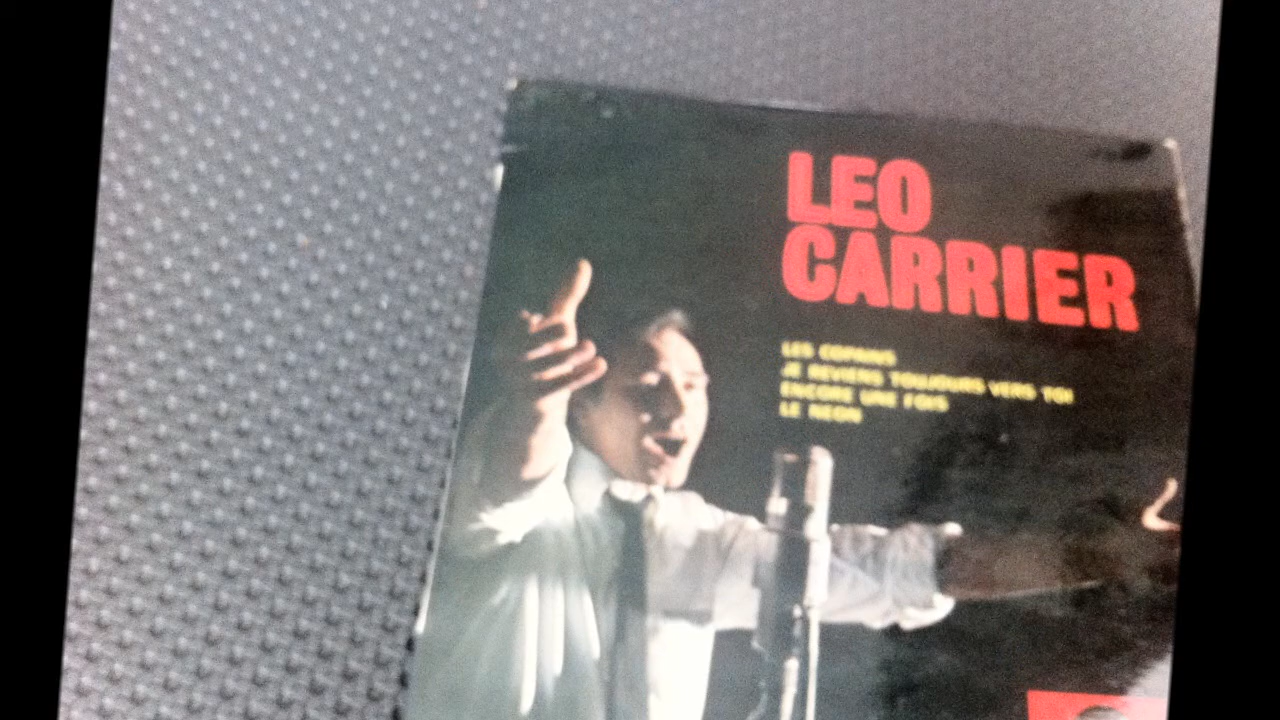 LEO
CARRIER
LES COPAINS
JE REVIENS TOUJOURS VERS TOI
ENCORE UNE FOIS
LE NEON